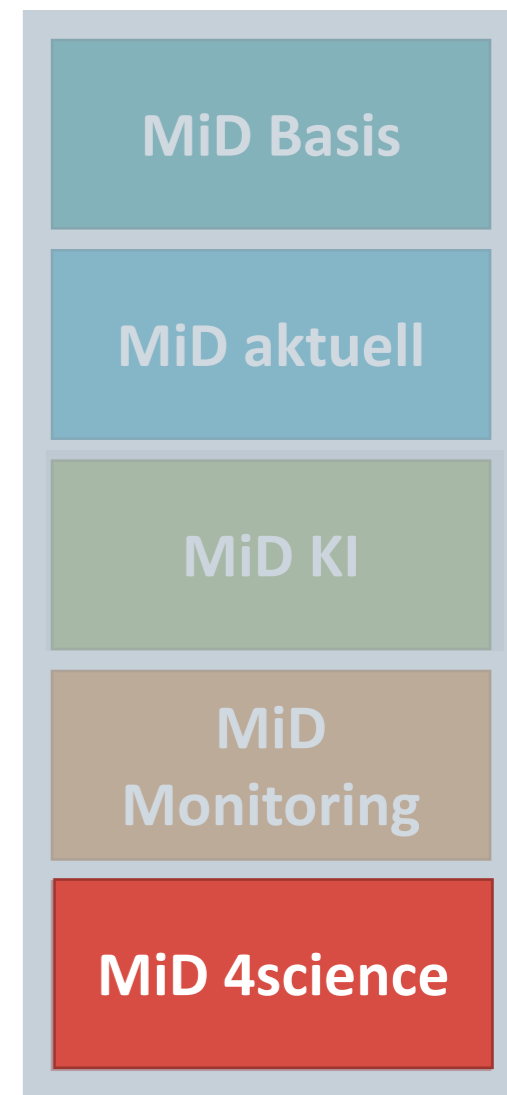 MiD Basis
MiD aktuell
MiD KI
MiD
Monitoring
MiD 4science